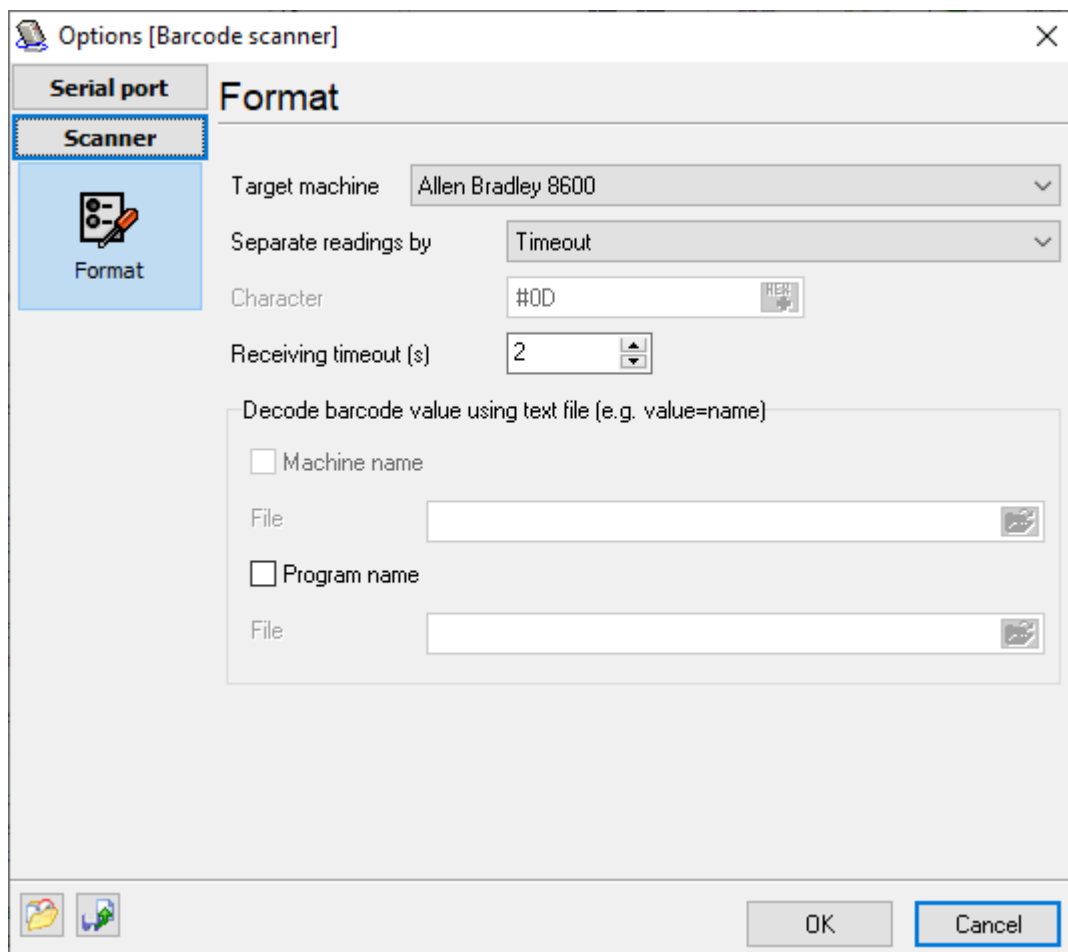 Options [Barcode scanner]
Serial port
Scanner
Format
Format
Target machine Allen Bradley 8600
Separate readings by Timeout
Character #0D HEX
Receiving timeout (s) 2
Decode barcode value using text file (e.g. value=name)
Machine name
File
Program name
File
OK Cancel